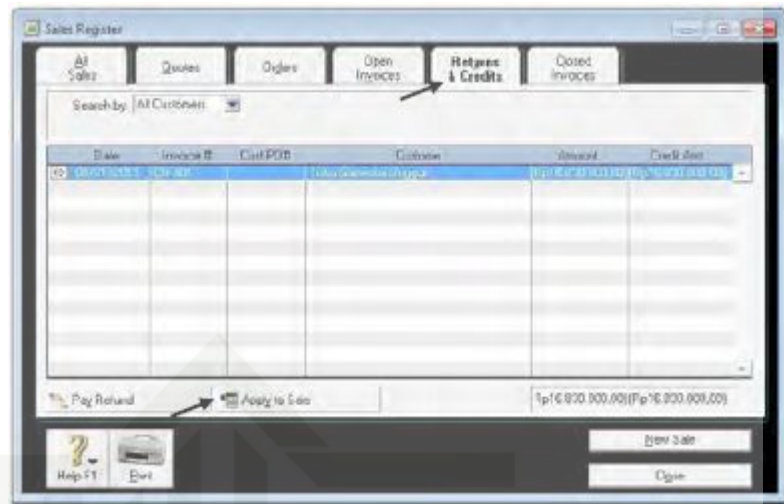 Sales Register
All Sales
Quotes
Orders
Open Invoices
Returns & Credits
Closed Invoices
Search by: All Customers
Date Invoice # Cust PO# Customer Amount Credit Amt
Pay Refund
Apply to Sale
Help F1
Print
New Sale
Close